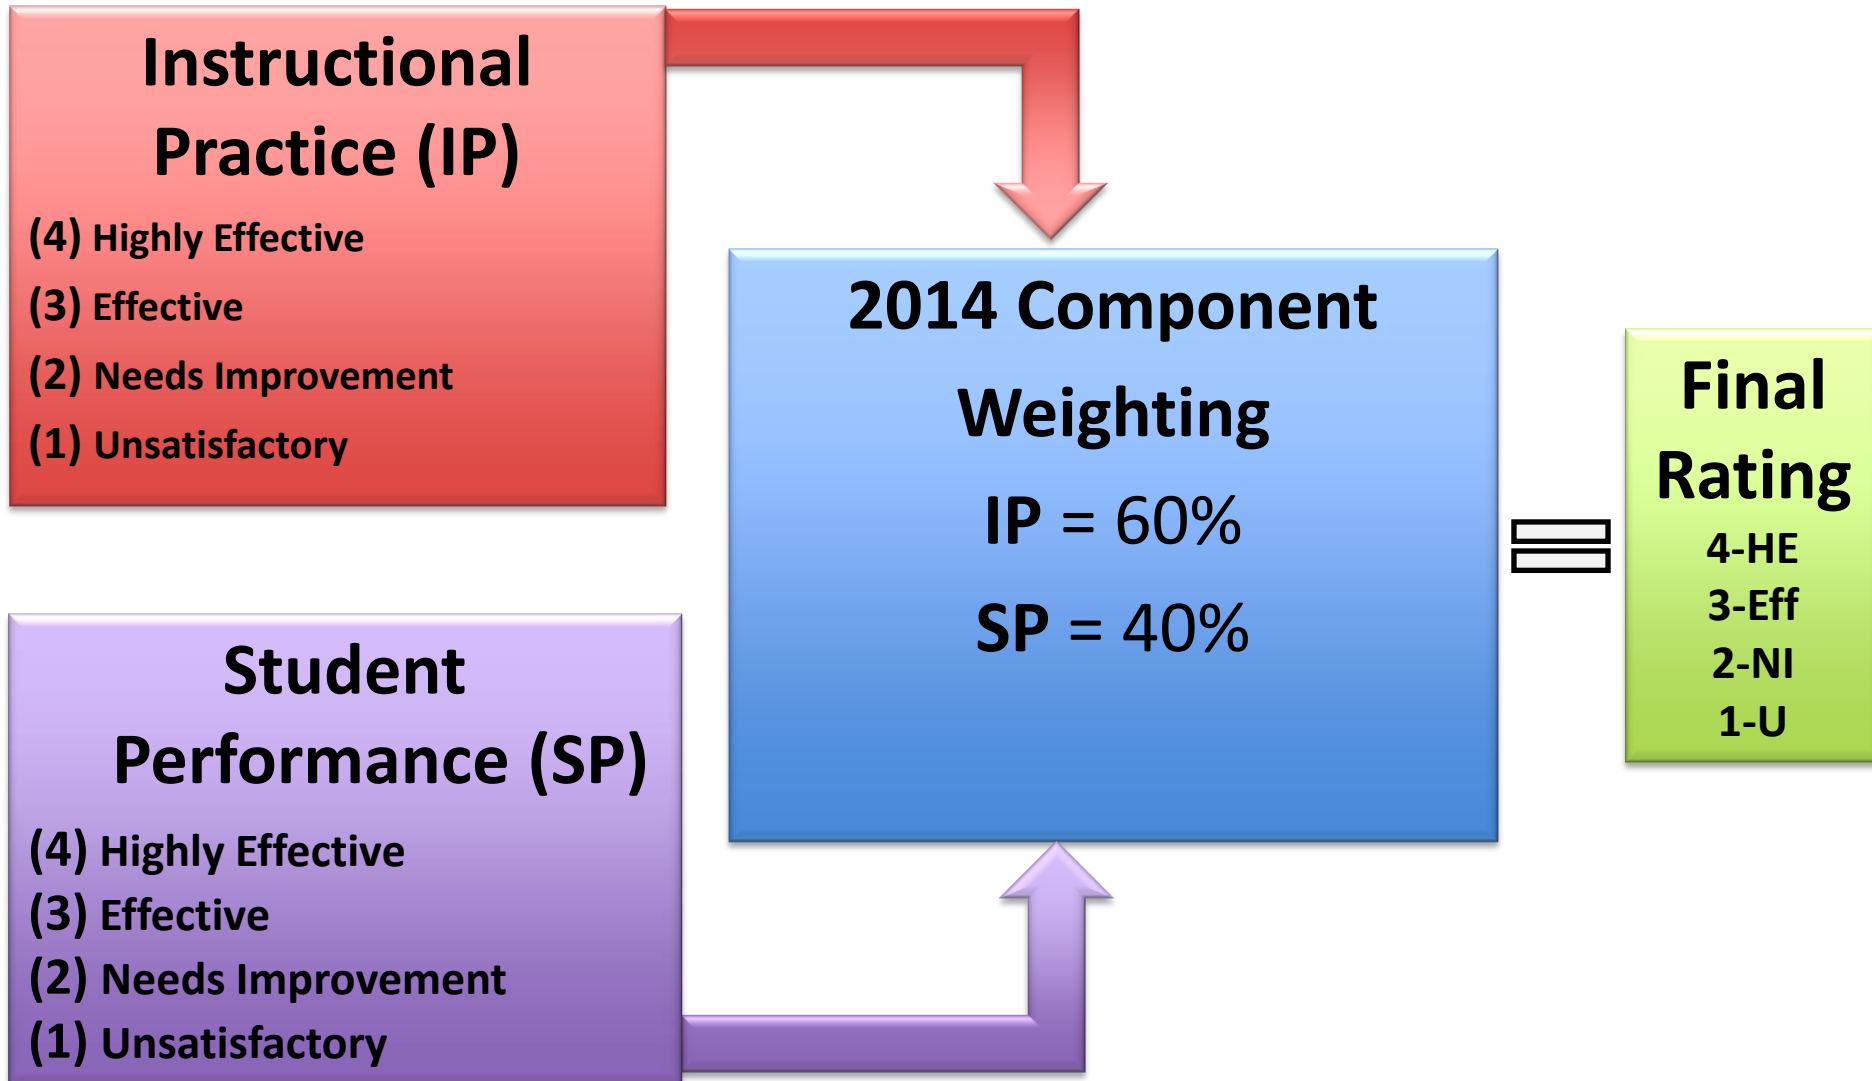 Instructional
Practice (IP)
(4) Highly Effective
(3) Effective
(2) Needs Improvement
(1) Unsatisfactory
Student
Performance (SP)
(4) Highly Effective
(3) Effective
(2) Needs Improvement
(1) Unsatisfactory
2014 Component
Weighting
IP = 60%
SP = 40%
Final
Rating
4-HE
3-Eff
2-NI
1-U